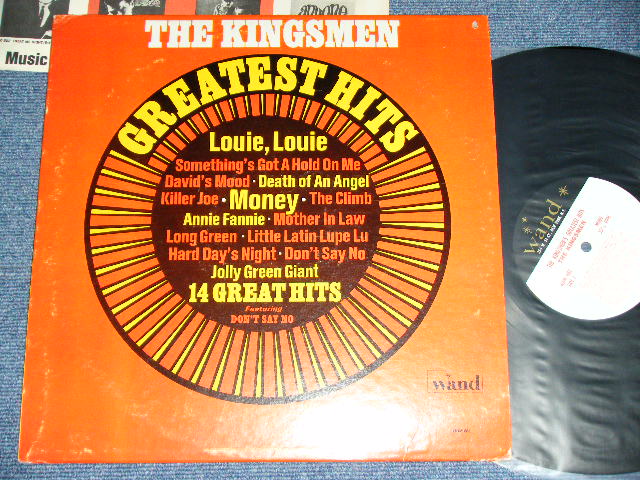 Music
THE KINGSMEN
GREATEST HITS
Louie, Louie
Something's Got A Hold On Me
David's Mood · Death of An Angel
Killer Joe · Money · The Climb
Annie Fannie · Mother in Law
Long Green · Little Latin Lupe Lu
Hard Day's Night · Don't Say No
Jolly Green Giant
14 GREAT HITS
Featuring
DON'T SAY NO
wand
wand
THE KINGSMEN